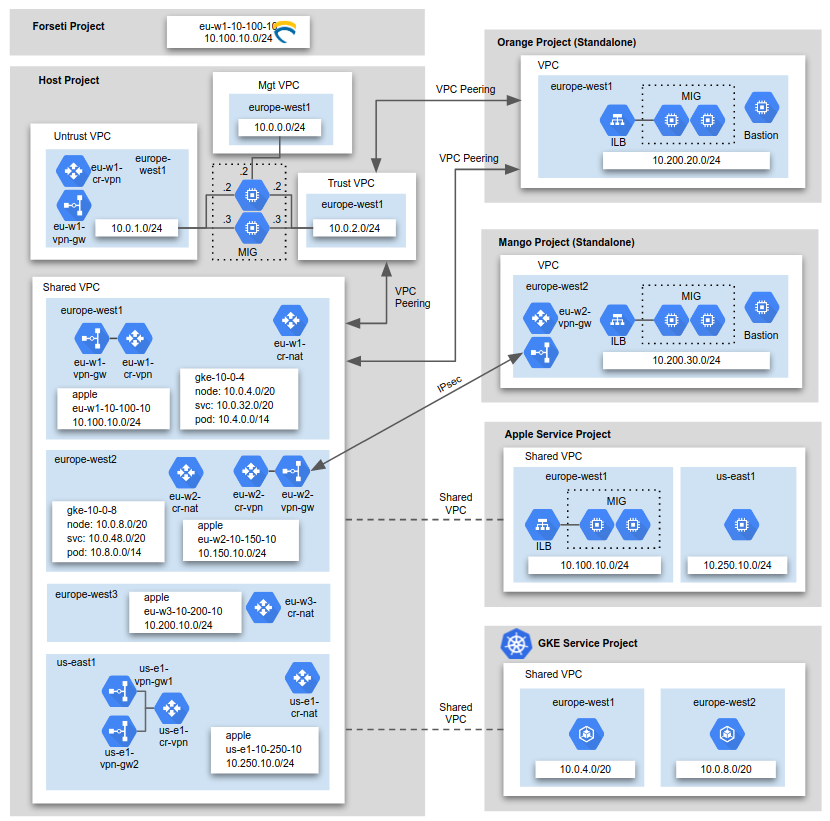 Forseti Project
eu-w1-10-100-10
10.100.10.0/24
Host Project
Mgt VPC
europe-west1
10.0.0.0/24
Untrust VPC
eu-w1-
cr-vpn
europe-
west1
eu-w1-
vpn-gw
10.0.1.0/24
.2
.2
.2
.3
.3
MIG
Trust VPC
europe-west1
10.0.2.0/24
VPC Peering
VPC Peering
VPC
Peering
Shared VPC
europe-west1
eu-w1-
vpn-gw
eu-w1-
cr-vpn
eu-w1-
cr-nat
apple
eu-w1-10-100-10
10.100.10.0/24
gke-10-0-4
node: 10.0.4.0/20
svc: 10.0.32.0/20
pod: 10.4.0.0/14
europe-west2
eu-w2-
cr-nat
eu-w2-
cr-vpn
eu-w2-
vpn-gw
gke-10-0-8
node: 10.0.8.0/20
svc: 10.0.48.0/20
pod: 10.8.0.0/14
apple
eu-w2-10-150-10
10.150.10.0/24
europe-west3
apple
eu-w3-10-200-10
10.200.10.0/24
eu-w3-
cr-nat
us-east1
us-e1-
vpn-gw1
us-e1-
cr-vpn
us-e1-
vpn-gw2
us-e1-
cr-nat
apple
us-e1-10-250-10
10.250.10.0/24
IPsec
Shared
VPC
Shared
VPC
Orange Project (Standalone)
VPC
europe-west1
MIG
ILB
Bastion
10.200.20.0/24
Mango Project (Standalone)
VPC
europe-west2
eu-w2-
vpn-gw
MIG
ILB
Bastion
10.200.30.0/24
Apple Service Project
Shared VPC
europe-west1
MIG
ILB
10.100.10.0/24
us-east1
10.250.10.0/24
GKE Service Project
Shared VPC
europe-west1
10.0.4.0/20
europe-west2
10.0.8.0/20